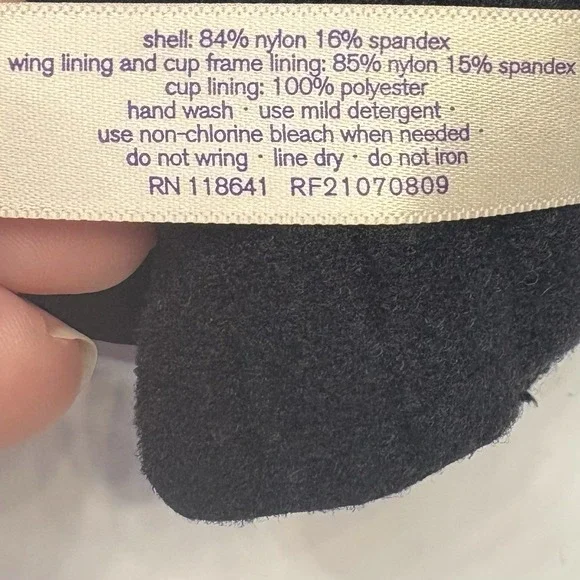 shell: 84% nylon 16% spandex
wing lining and cup frame lining: 85% nylon 15% spandex
cup lining: 100% polyester
hand wash · use mild detergent ·
use non-chlorine bleach when needed ·
do not wring · line dry · do not iron
RN 118641 RF21070809